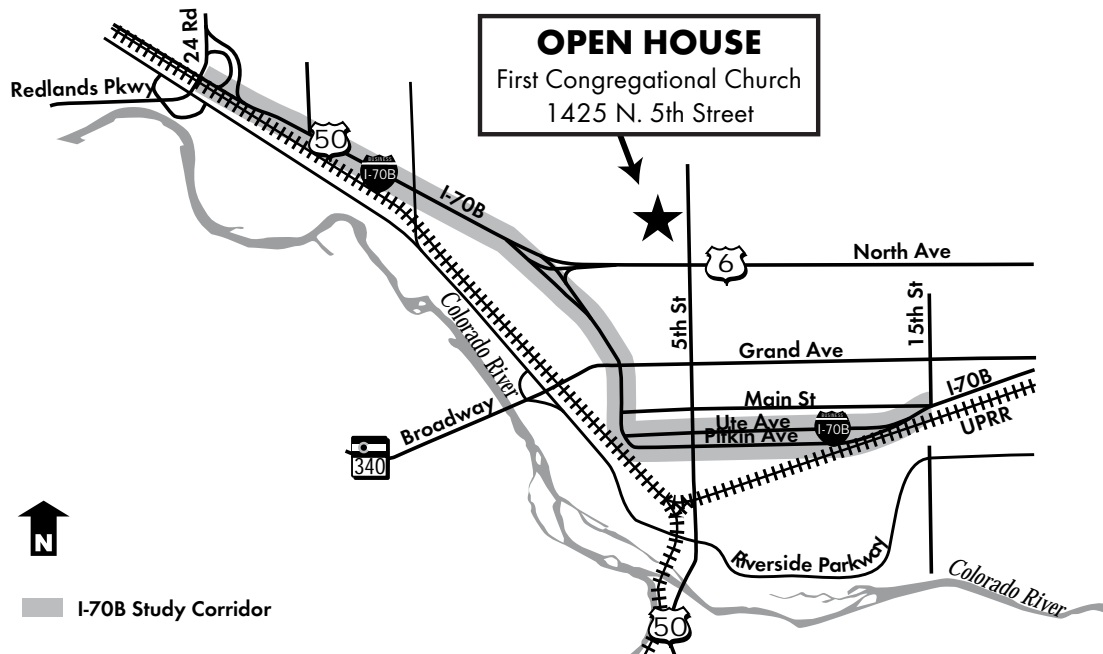 24 Rd
OPEN HOUSE
First Congregational Church
1425 N. 5th Street
Redlands Pkwy
50
BUSINESS
I-70B
I-70B
6
North Ave
5th St
15th St
Colorado River
Grand Ave
I-70B
Main St
Broadway
Ute Ave
BUSINESS
I-70B
UPRR
Pitkin Ave
340
N
Riverside Parkway
Colorado River
I-70B Study Corridor
50